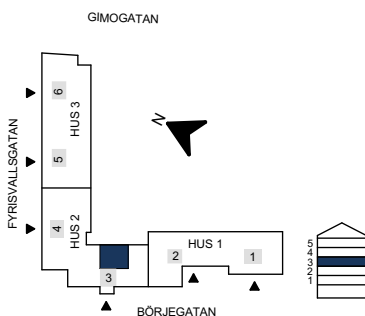 GIMOGATAN
FYRISVALLSGATAN
6
HUS 3
5
4
HUS 2
3
N
HUS 1
2
1
5
4
3
2
1
BÖRJEGATAN